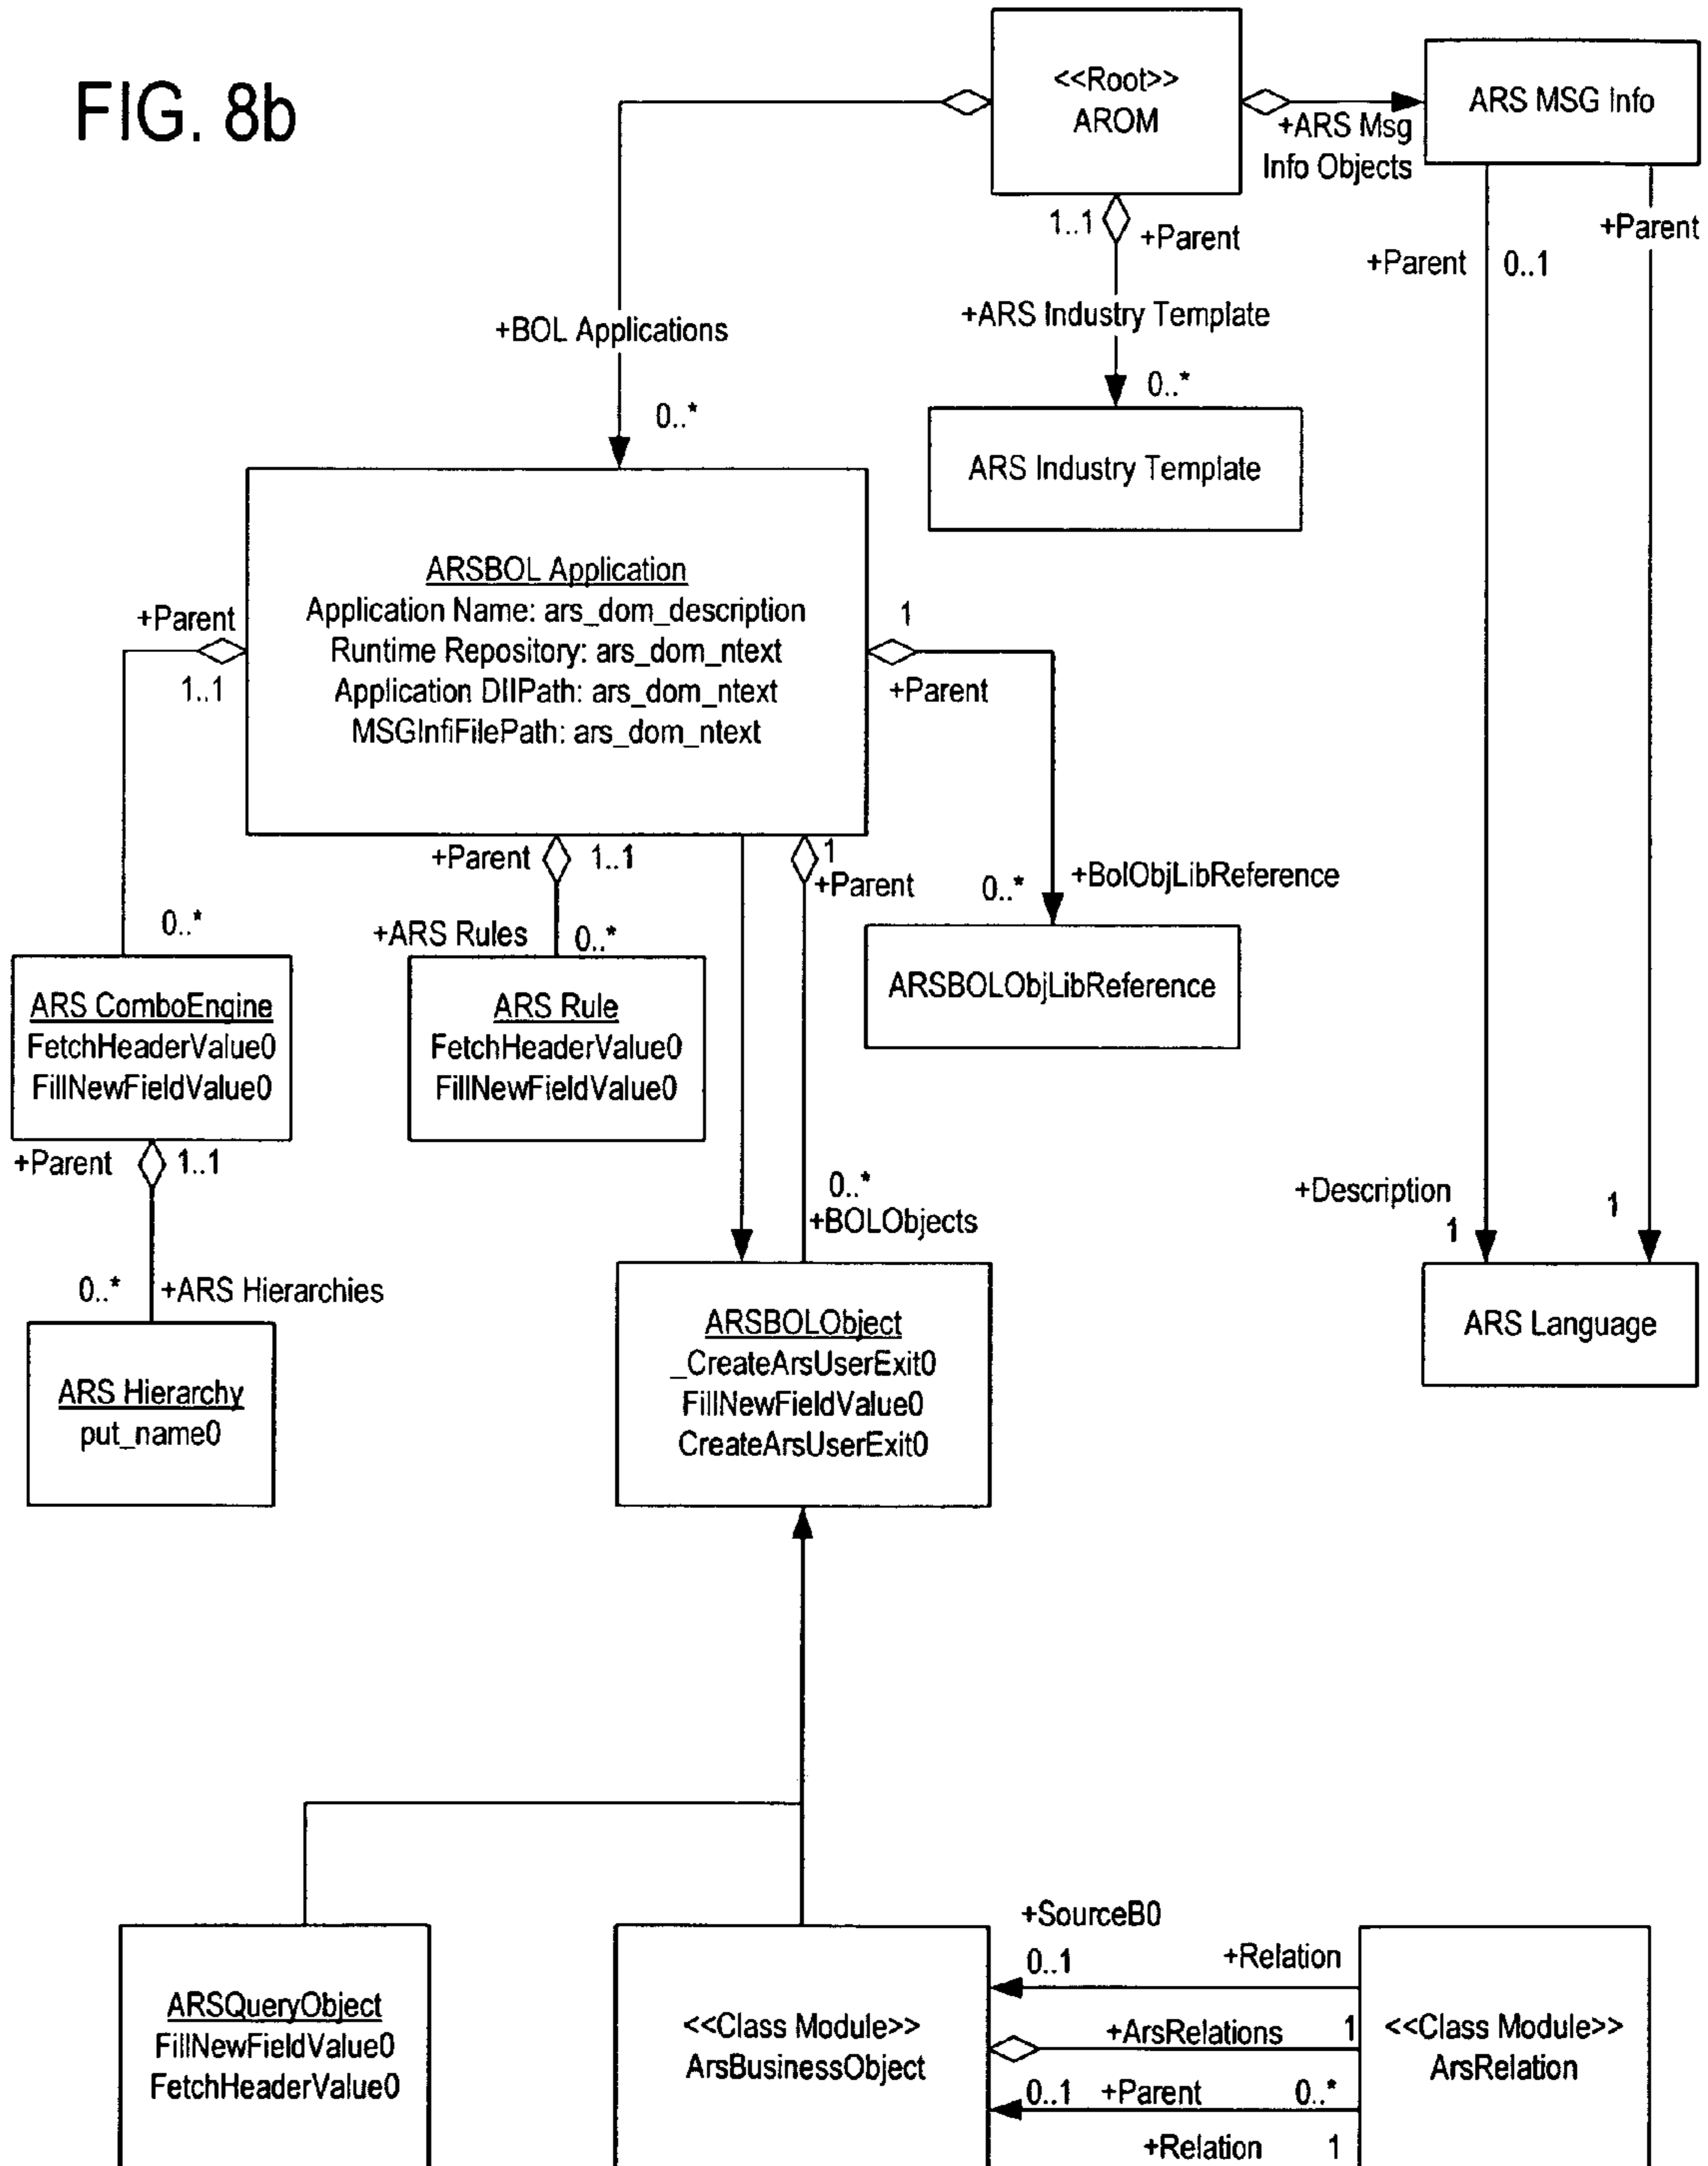 FIG. 8b
<<Root>>
AROM
ARS MSG Info
+ARS Msg
Info Objects
1..1
+Parent
+Parent
+Parent
0..1
+ARS Industry Template
+BOL Applications
0..*
0..*
ARS Industry Template
ARSBOL Application
Application Name: ars_dom_description
Runtime Repository: ars_dom_ntext
Application DllPath: ars_dom_ntext
MSGInfiFilePath: ars_dom_ntext
+Parent
1..1
1
+Parent
+Parent
1..1
1
+Parent
0..*
+BolObjLibReference
0..*
+ARS Rules
0..*
ARSBOLObjLibReference
ARS ComboEngine
FetchHeaderValue0
FillNewFieldValue0
ARS Rule
FetchHeaderValue0
FillNewFieldValue0
+Parent
1..1
0..*
+BOLObjects
+Description
1
1
0..*
+ARS Hierarchies
ARSBOLObject
_CreateArsUserExit0
FillNewFieldValue0
CreateArsUserExit0
ARS Language
ARS Hierarchy
put_name0
+SourceB0
0..1
+Relation
ARSQueryObject
FillNewFieldValue0
FetchHeaderValue0
<<Class Module>>
ArsBusinessObject
+ArsRelations
1
<<Class Module>>
ArsRelation
0..1
+Parent
0..*
+Relation
1